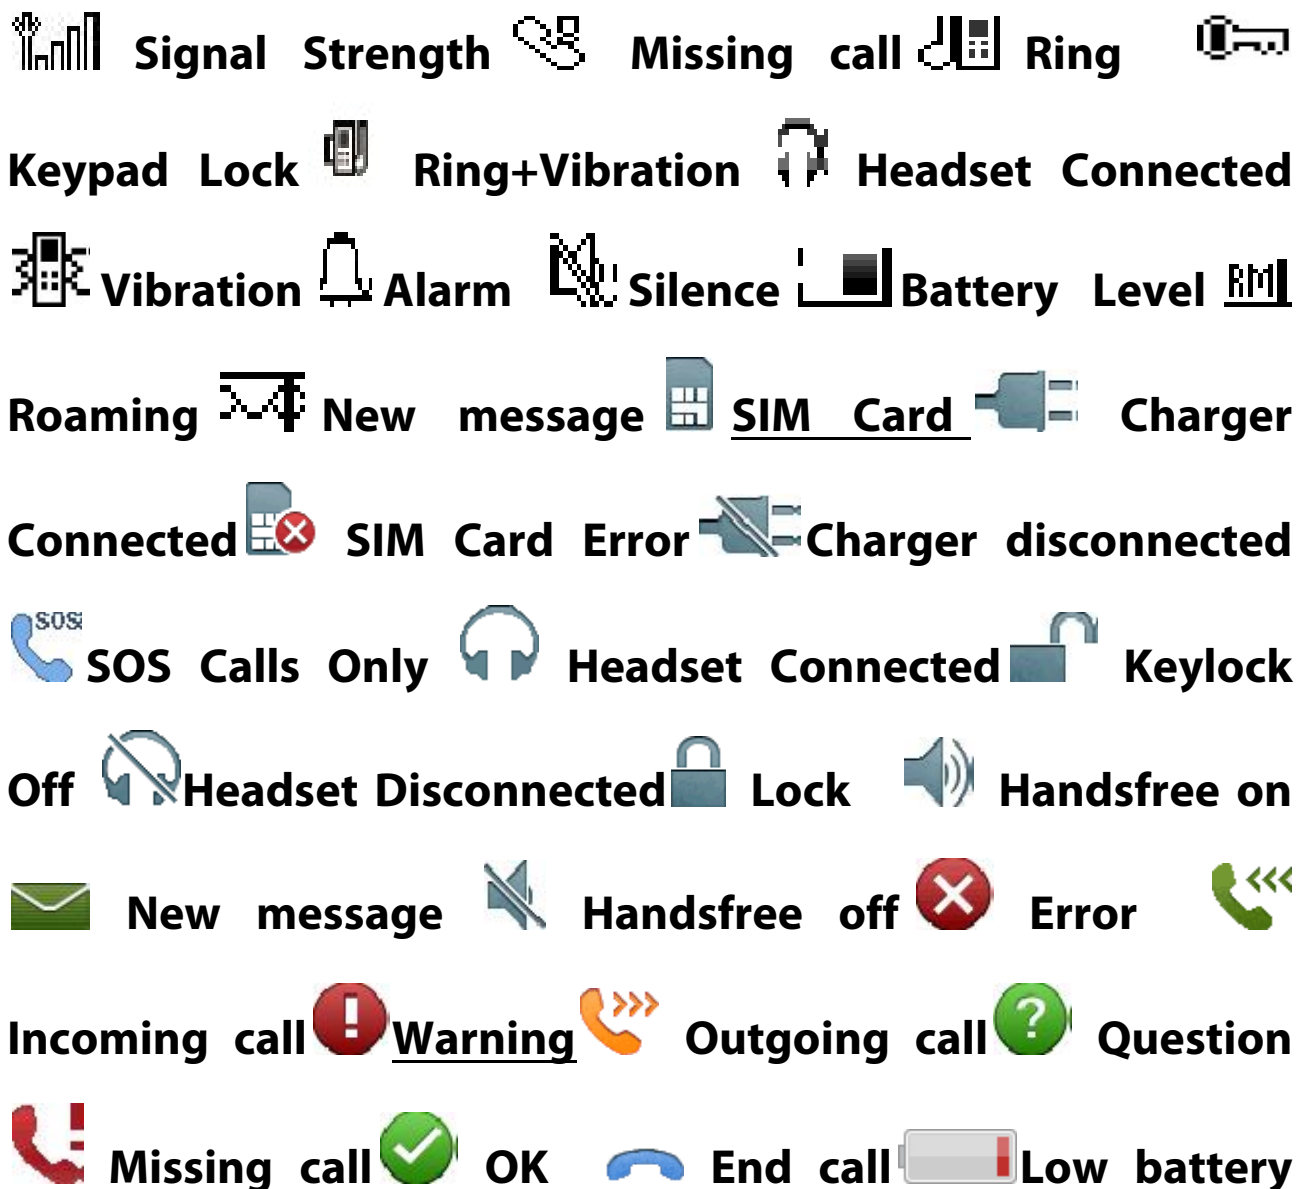 Signal Strength Missing call Ring
Keypad Lock Ring+Vibration Headset Connected
Vibration Alarm Silence Battery Level RM
Roaming New message SIM Card Charger
Connected SIM Card Error Charger disconnected
SOS SOS Calls Only Headset Connected Keylock
Off Headset Disconnected Lock Handsfree on
New message Handsfree off Error
Incoming call ! Warning Outgoing call ? Question
Missing call OK End call Low battery